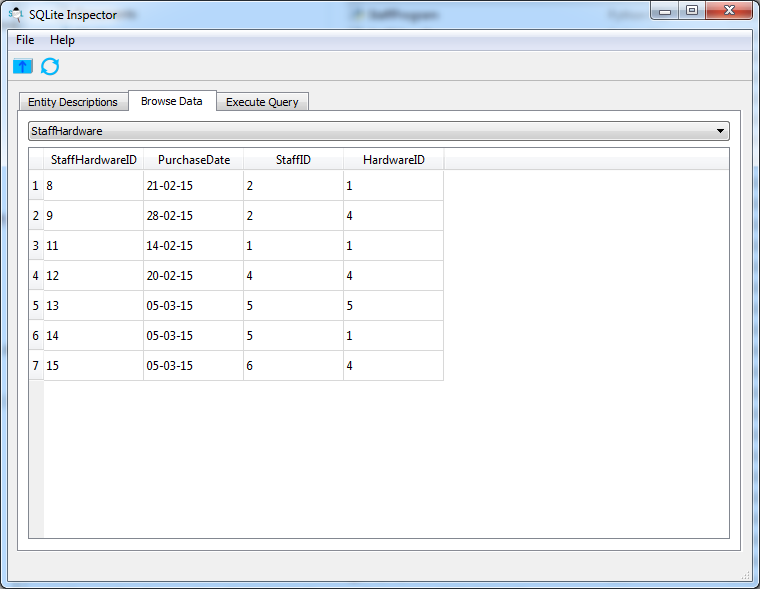 SQLite Inspector
File Help
Entity Descriptions Browse Data Execute Query
StaffHardware
StaffHardwareID PurchaseDate StaffID HardwareID
1 8 21-02-15 2 1
2 9 28-02-15 2 4
3 11 14-02-15 1 1
4 12 20-02-15 4 4
5 13 05-03-15 5 5
6 14 05-03-15 5 1
7 15 05-03-15 6 4